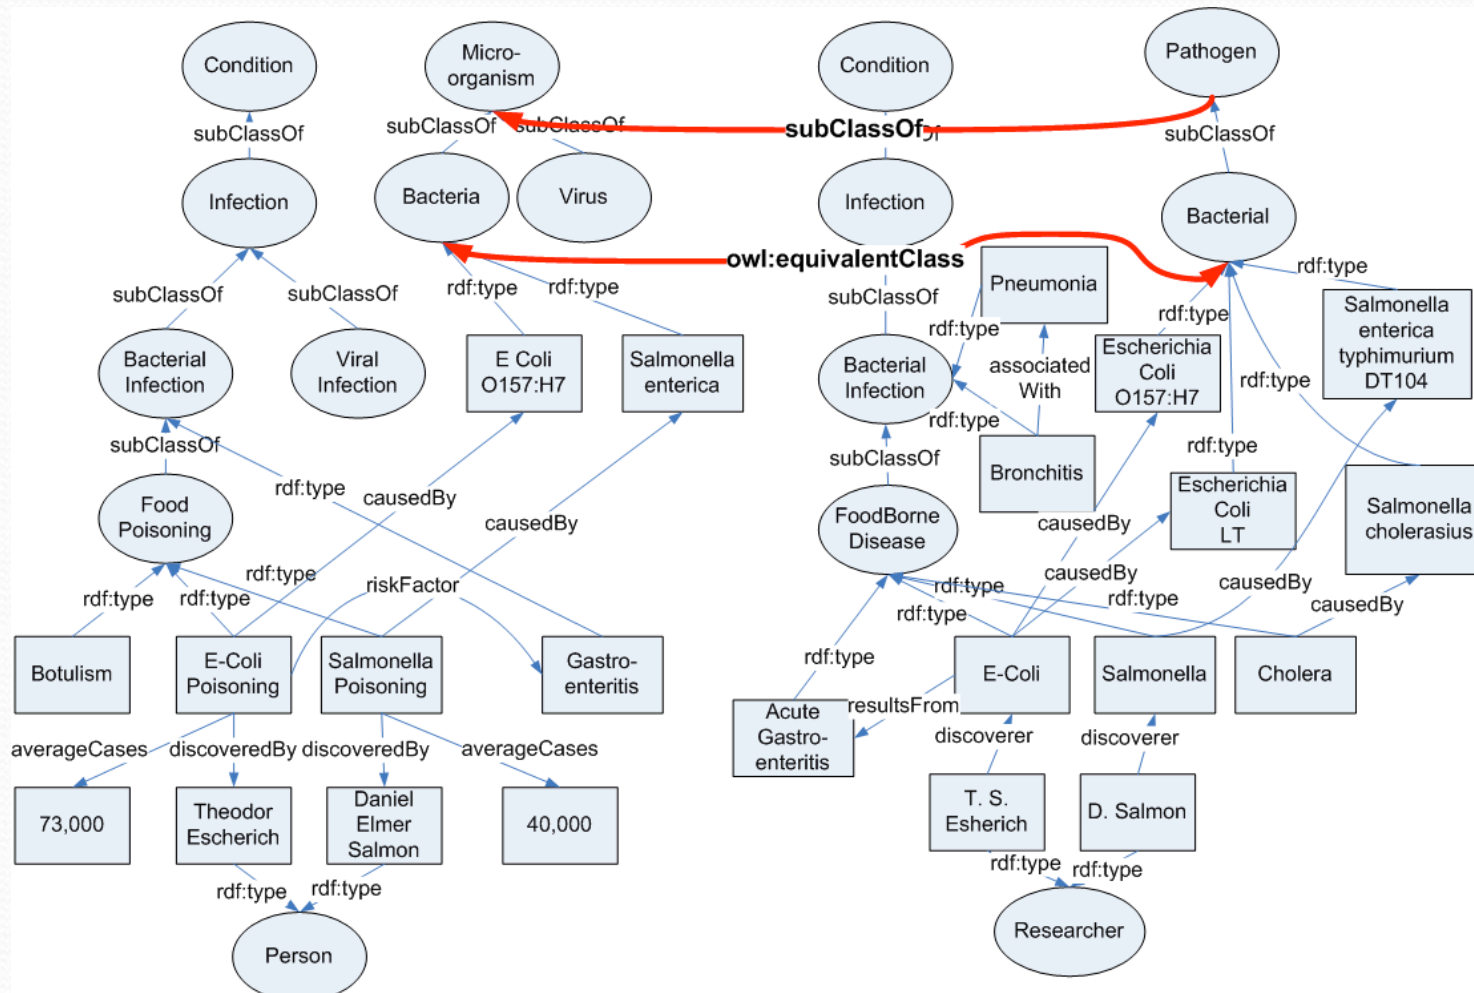 Condition
Micro-
organism
Condition
Pathogen
subClassOf
subClassOf
subClassOf
subClassOf
subClassOf
Infection
Bacteria
Virus
Infection
Bacterial
owl:equivalentClass
subClassOf
subClassOf
rdf:type
rdf:type
subClassOf
Pneumonia
rdf:type
rdf:type
rdf:type
Bacterial
Infection
Viral
Infection
E Coli
O157:H7
Salmonella
enterica
Bacterial
Infection
associated
With
Escherichia
Coli
O157:H7
Salmonella
enterica
typhimurium
DT104
rdf:type
rdf:type
subClassOf
subClassOf
Bronchitis
rdf:type
rdf:type
causedBy
causedBy
Food
Poisoning
FoodBorne
Disease
causedBy
Escherichia
Coli
LT
Salmonella
cholerasius
rdf:type
rdf:type
rdf:type
riskFactor
rdf:type
rdf:type
rdf:type
causedBy
causedBy
causedBy
Botulism
E-Coli
Poisoning
Salmonella
Poisoning
Gastro-
enteritis
rdf:type
E-Coli
Salmonella
Cholera
resultsFrom
Acute
Gastro-
enteritis
averageCases
discoveredBy
discoveredBy
averageCases
discoverer
discoverer
73,000
Theodor
Escherich
Daniel
Elmer
Salmon
40,000
T. S.
Esherich
D. Salmon
rdf:type
rdf:type
rdf:type
rdf:type
Person
Researcher